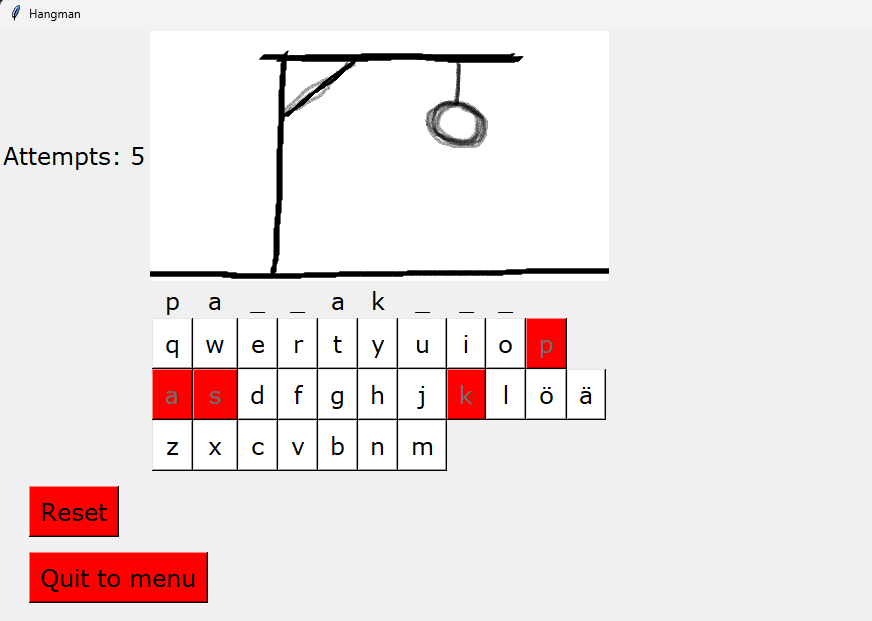 Hangman
Attempts: 5
p a _ _ a k _ _ _
q w e r t y u i o p
a s d f g h j k l ö ä
z x c v b n m
Reset
Quit to menu